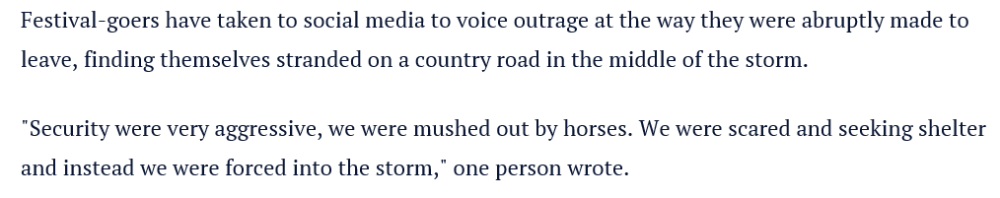 Festival-goers have taken to social media to voice outrage at the way they were abruptly made to
leave, finding themselves stranded on a country road in the middle of the storm.
"Security were very aggressive, we were mushed out by horses. We were scared and seeking shelter
and instead we were forced into the storm," one person wrote.